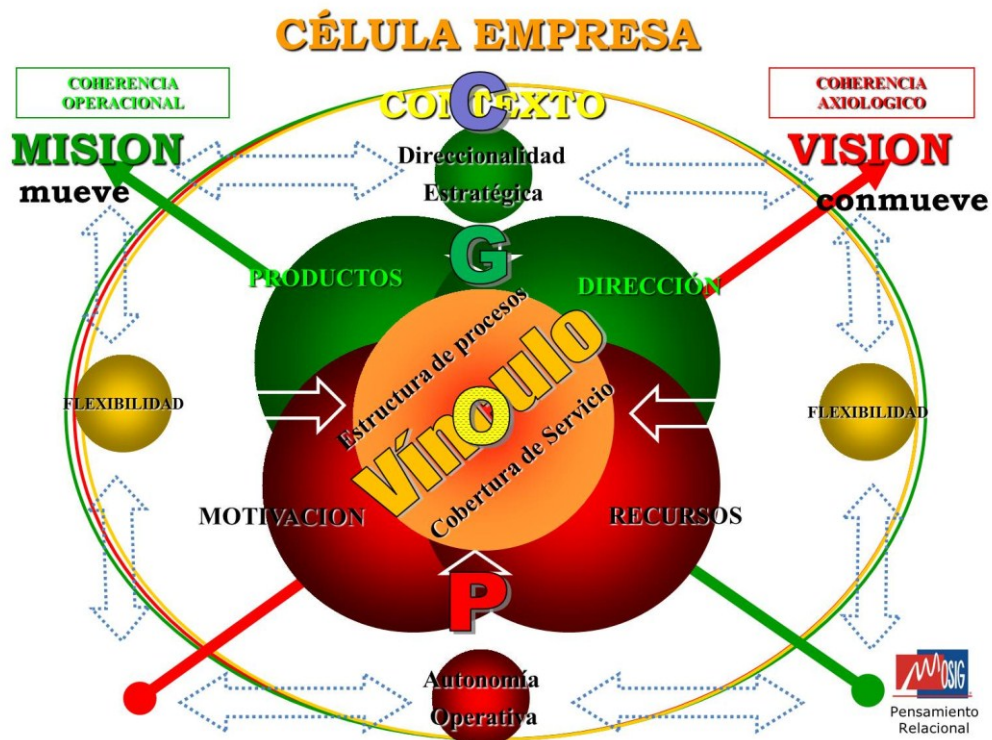 CÉLULA EMPRESA
COHERENCIA
OPERACIONAL
COHERENCIA
AXIOLOGICO
C
CONTEXTO
MISION
mueve
VISION
conmueve
Direccionalidad
Estratégica
G
PRODUCTOS
DIRECCIÓN
Estructura de procesos
Vínculo
O
Cobertura de Servicio
FLEXIBILIDAD
FLEXIBILIDAD
MOTIVACION
RECURSOS
P
Autonomía
Operativa
MOSIG
Pensamiento
Relacional